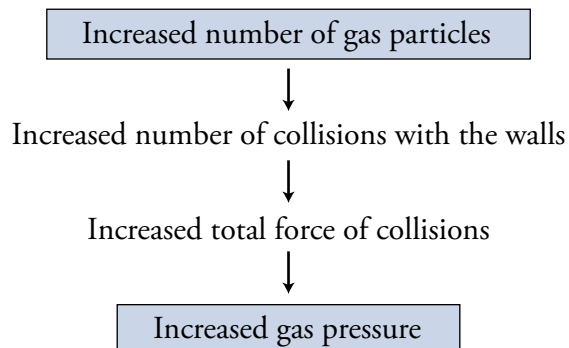 Increased number of gas particles
Increased number of collisions with the walls
Increased total force of collisions
Increased gas pressure